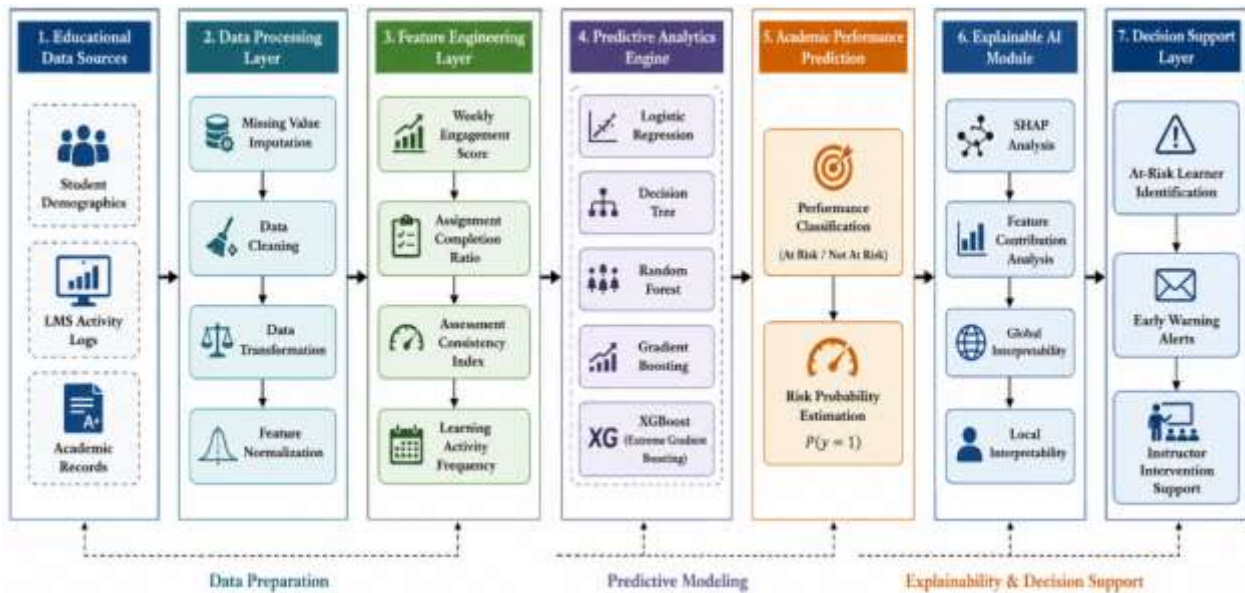 1. Educational
Data Sources
Student
Demographics
LMS Activity
Logs
A+
Academic
Records
2. Data Processing
Layer
Missing Value
Imputation
Data
Cleaning
Data
Transformation
Feature
Normalization
3. Feature Engineering
Layer
Weekly
Engagement
Score
Assignment
Completion
Ratio
Assessment
Consistency
Index
Learning
Activity
Frequency
4. Predictive Analytics
Engine
Logistic
Regression
Decision
Tree
Random
Forest
Gradient
Boosting
XG
XGBoost
(Extreme Gradient
Boosting)
5. Academic Performance
Prediction
Performance
Classification
(At Risk / Not At Risk)
Risk Probability
Estimation
P(y = 1)
6. Explainable AI
Module
SHAP
Analysis
Feature
Contribution
Analysis
Global
Interpretability
Local
Interpretability
7. Decision Support
Layer
At-Risk Learner
Identification
Early Warning
Alerts
Instructor
Intervention
Support
Data Preparation
Predictive Modeling
Explainability & Decision Support